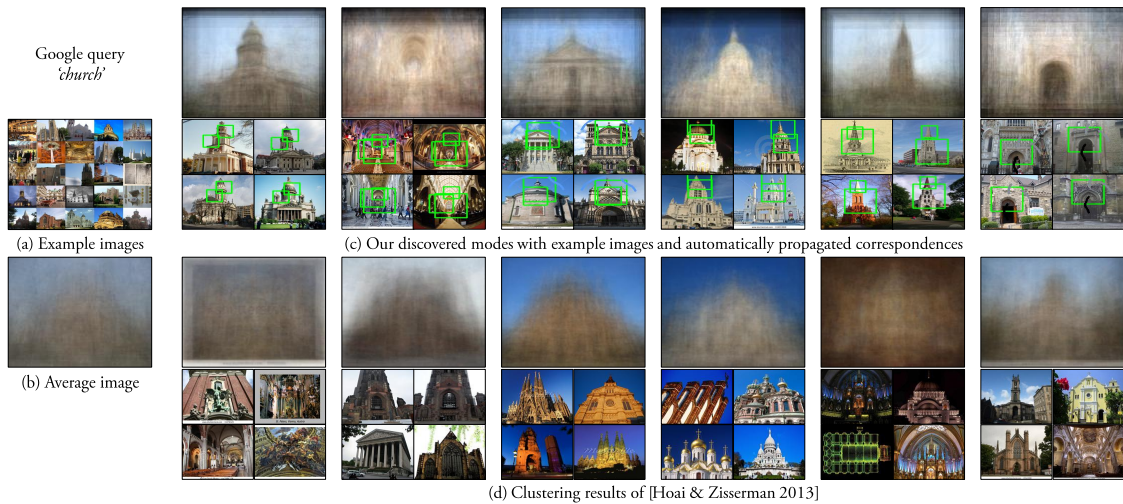 Google query
‘church’
(a) Example images
(c) Our discovered modes with example images and automatically propagated correspondences
(b) Average image
(d) Clustering results of [Hoai & Zisserman 2013]